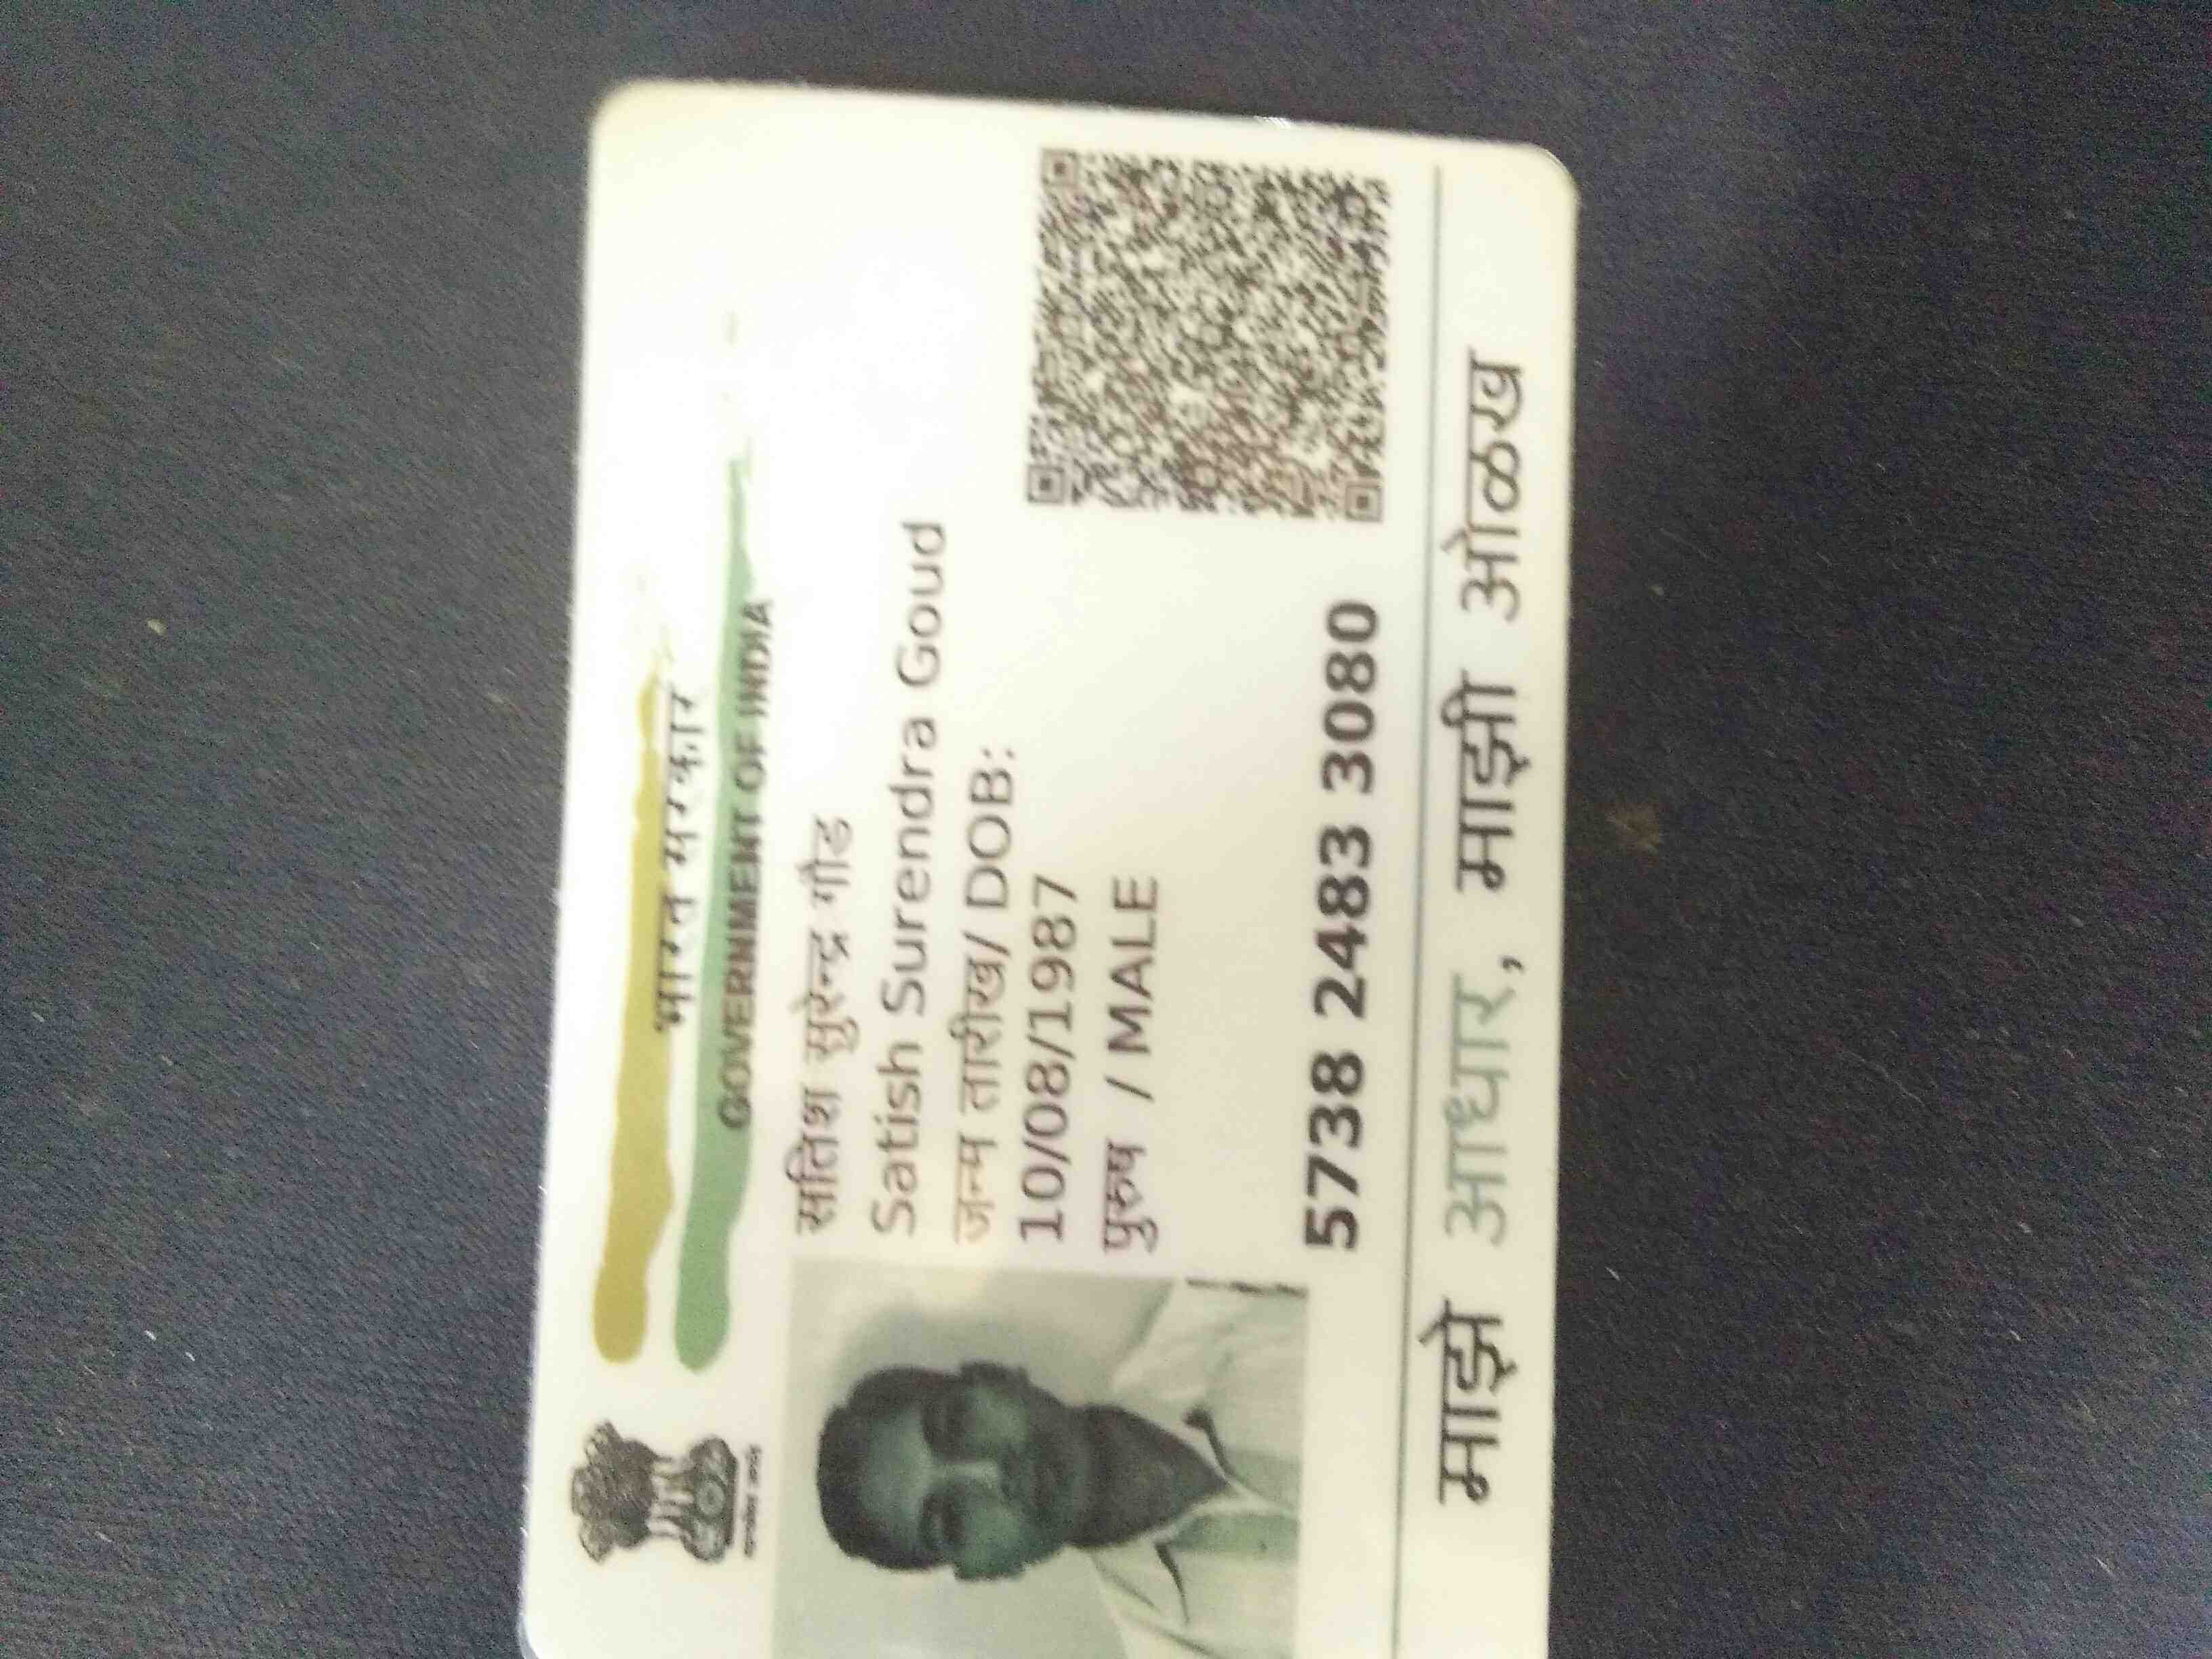 भारत सरकार
GOVERNMENT OF INDIA
सतिश सुरेन्द्र गौड
Satish Surendra Goud
जन्म तारीख/ DOB:
10/08/1987
पुरुष / MALE
5738 2483 3080
माझे आधार, माझी ओळख